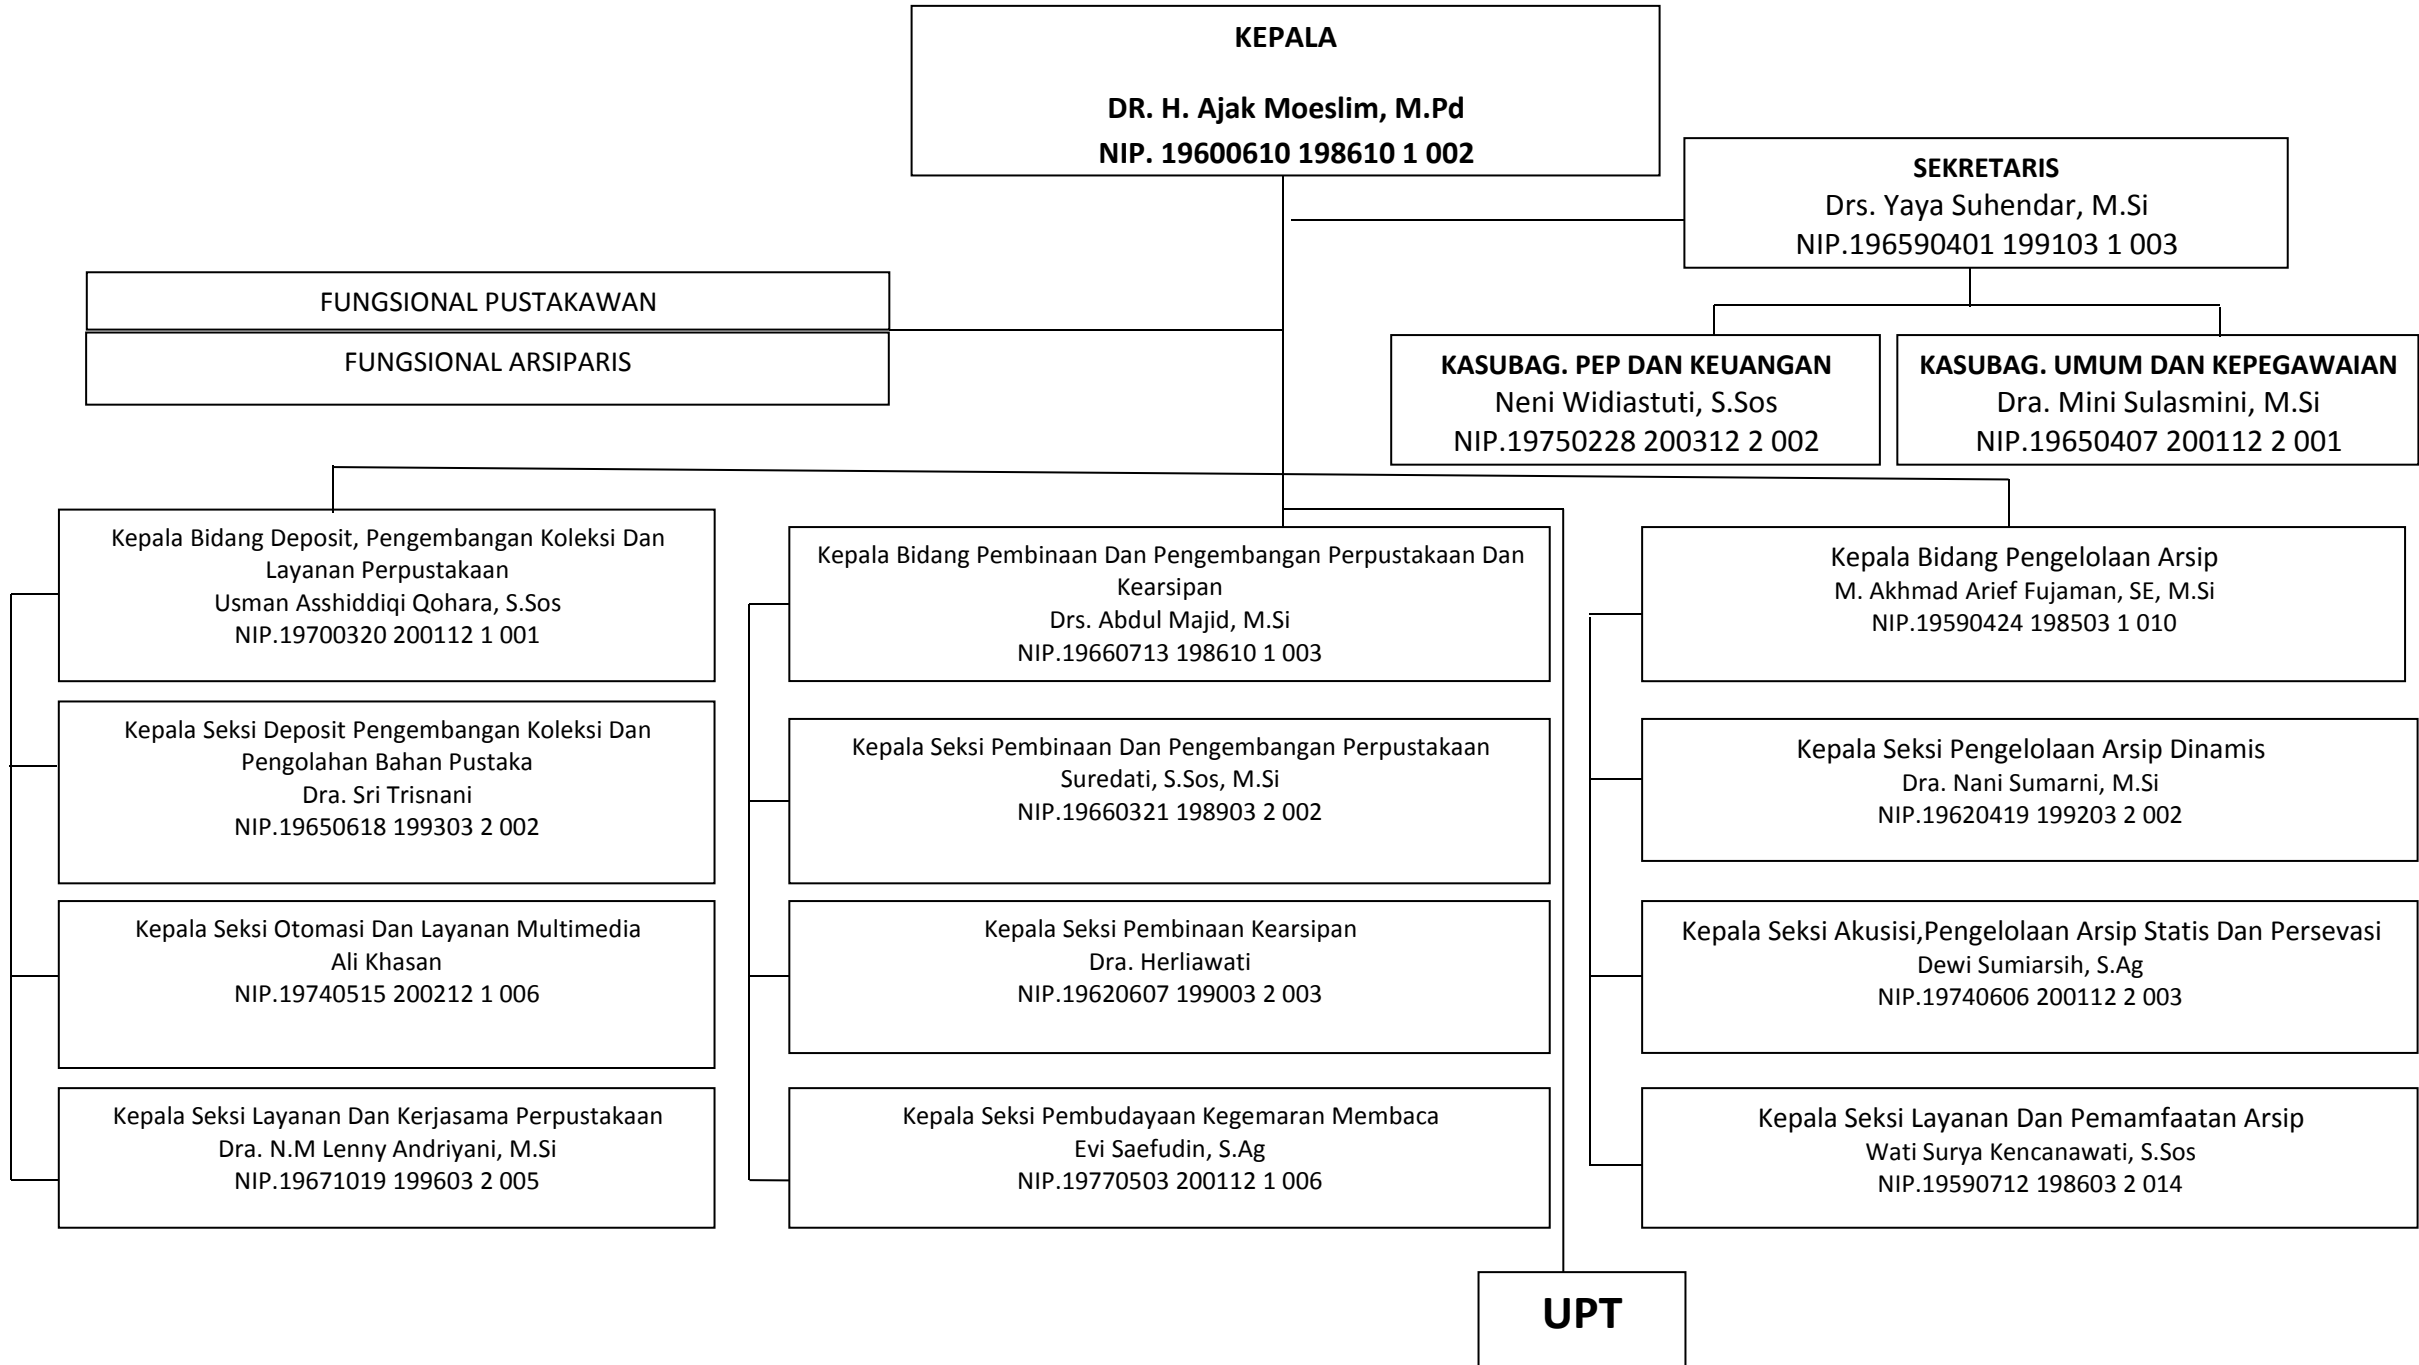 KEPALA
DR. H. Ajak Moeslim, M.Pd
NIP. 19600610 198610 1 002
SEKRETARIS
Drs. Yaya Suhendar, M.Si
NIP.196590401 199103 1 003
FUNGSIONAL PUSTAKAWAN
FUNGSIONAL ARSIPARIS
KASUBAG. PEP DAN KEUANGAN
Neni Widiastuti, S.Sos
NIP.19750228 200312 2 002
KASUBAG. UMUM DAN KEPEGAWAIAN
Dra. Mini Sulasmini, M.Si
NIP.19650407 200112 2 001
Kepala Bidang Deposit, Pengembangan Koleksi Dan
Layanan Perpustakaan
Usman Asshiddiqi Qohara, S.Sos
NIP.19700320 200112 1 001
Kepala Seksi Deposit Pengembangan Koleksi Dan
Pengolahan Bahan Pustaka
Dra. Sri Trisnani
NIP.19650618 199303 2 002
Kepala Seksi Otomasi Dan Layanan Multimedia
Ali Khasan
NIP.19740515 200212 1 006
Kepala Seksi Layanan Dan Kerjasama Perpustakaan
Dra. N.M Lenny Andriyani, M.Si
NIP.19671019 199603 2 005
Kepala Bidang Pembinaan Dan Pengembangan Perpustakaan Dan
Kearsipan
Drs. Abdul Majid, M.Si
NIP.19660713 198610 1 003
Kepala Seksi Pembinaan Dan Pengembangan Perpustakaan
Suredati, S.Sos, M.Si
NIP.19660321 198903 2 002
Kepala Seksi Pembinaan Kearsipan
Dra. Herliawati
NIP.19620607 199003 2 003
Kepala Seksi Pembudayaan Kegemaran Membaca
Evi Saefudin, S.Ag
NIP.19770503 200112 1 006
Kepala Bidang Pengelolaan Arsip
M. Akhmad Arief Fujaman, SE, M.Si
NIP.19590424 198503 1 010
Kepala Seksi Pengelolaan Arsip Dinamis
Dra. Nani Sumarni, M.Si
NIP.19620419 199203 2 002
Kepala Seksi Akusisi,Pengelolaan Arsip Statis Dan Persevasi
Dewi Sumiarsih, S.Ag
NIP.19740606 200112 2 003
Kepala Seksi Layanan Dan Pemamfaatan Arsip
Wati Surya Kencanawati, S.Sos
NIP.19590712 198603 2 014
UPT